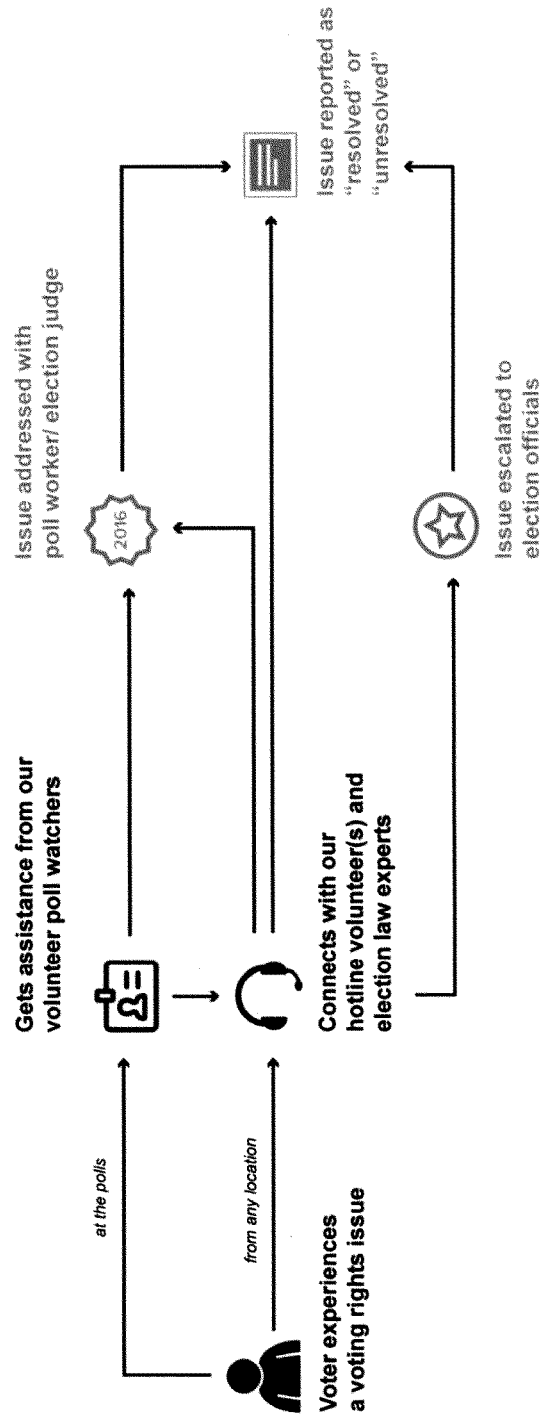 Voter experiences
a voting rights issue
at the polls
from any location
Gets assistance from our
volunteer poll watchers
Connects with our
hotline volunteer(s) and
election law experts
Issue addressed with
poll worker/ election judge
2016
Issue escalated to
election officials
Issue reported as
“resolved” or
“unresolved”